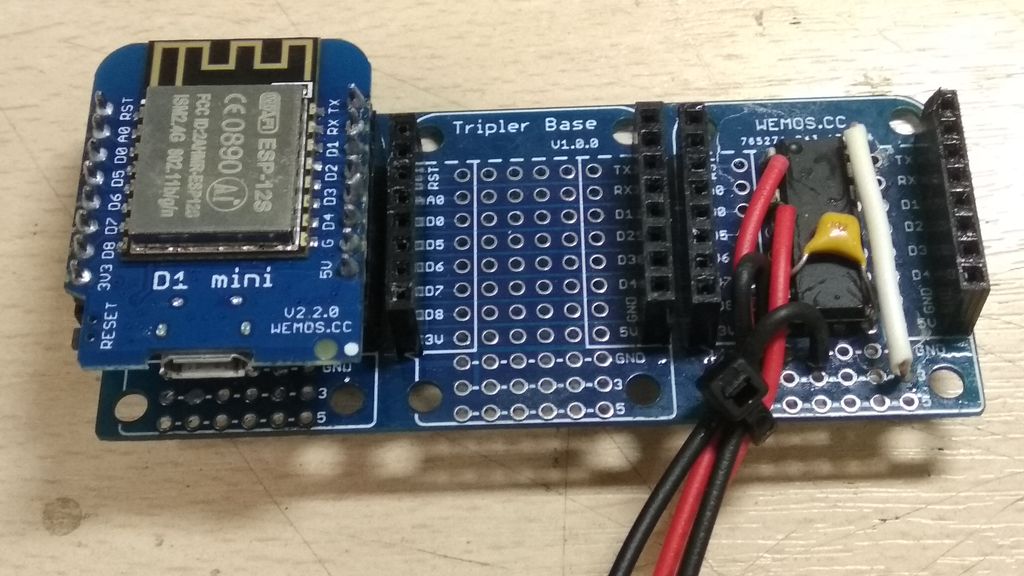 RST
A0
D0
D5
D6
D7
D8
3V3
TX
RX
D1
D2
D3
D4
G
5V
ESP-12S
CE0890
FCC ID:2AHMR-ESP12S
ISM2.4G 802.11b/g/n
D1 mini
V2.2.0
WEMOS.CC
RESET
GND
3
5
Tripler Base
V1.0.0
RST
A0
D0
D5
D6
D7
D8
TX
RX
D1
D2
D4
GND
5V
GND
3
5
WEMOS.CC
TX
RX
D1
D2
D4
GND
5